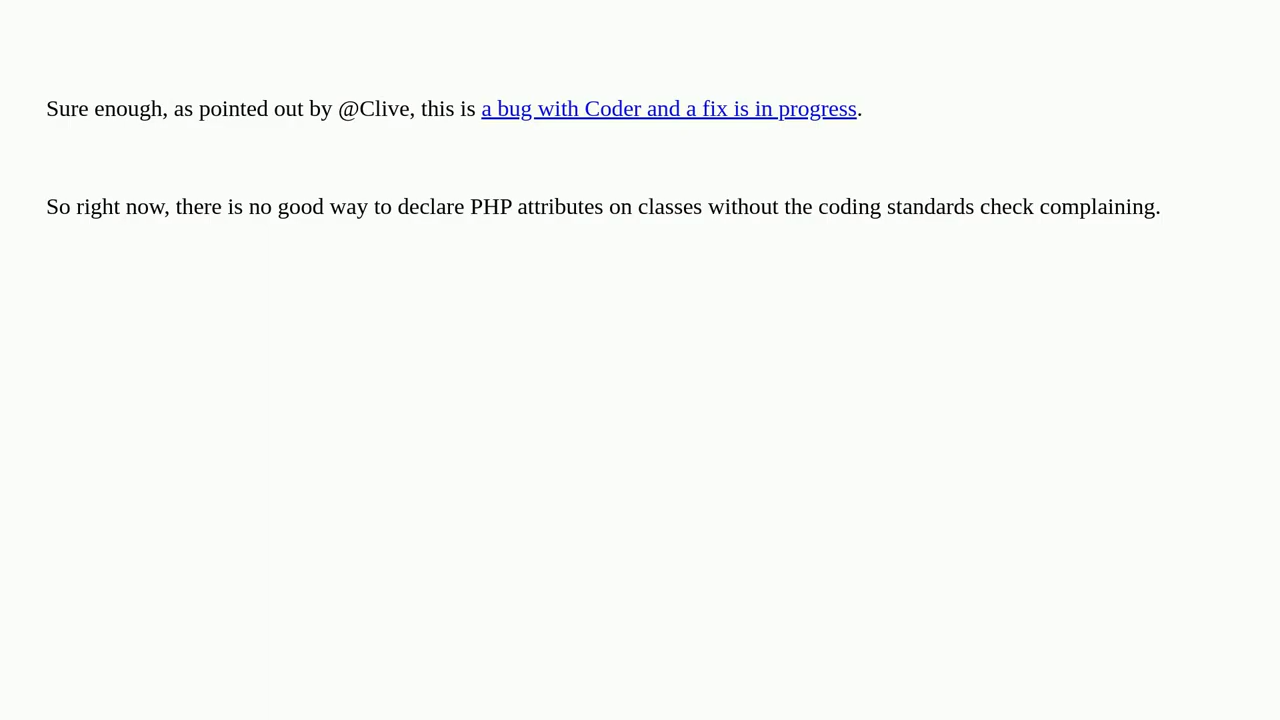 Sure enough, as pointed out by @Clive, this is a bug with Coder and a fix is in progress.
So right now, there is no good way to declare PHP attributes on classes without the coding standards check complaining.